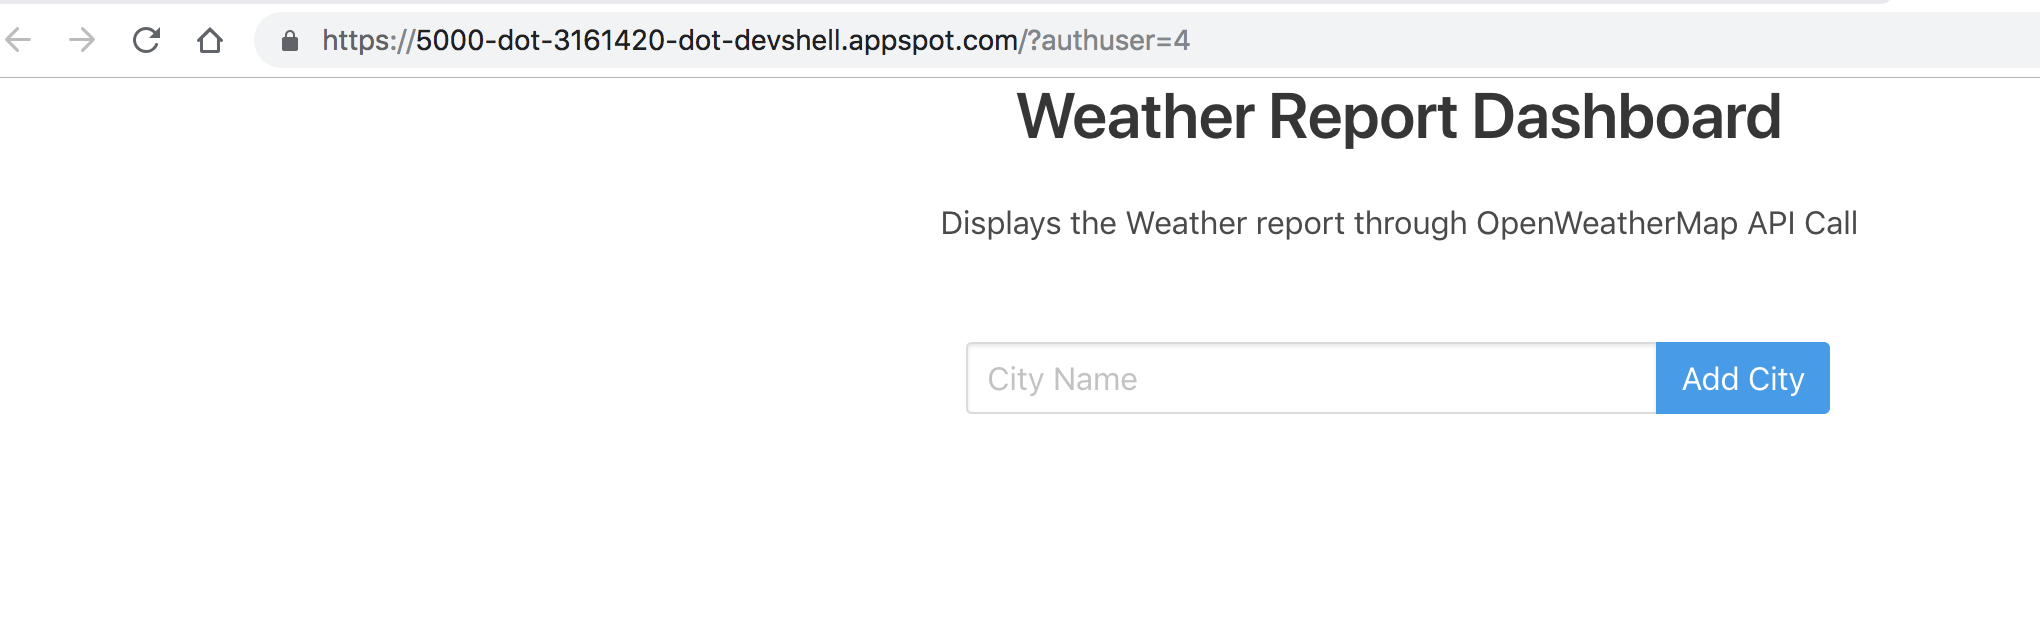 https://5000-dot-3161420-dot-devshell.appspot.com/?authuser=4
Weather Report Dashboard
Displays the Weather report through OpenWeatherMap API Call
City Name
Add City